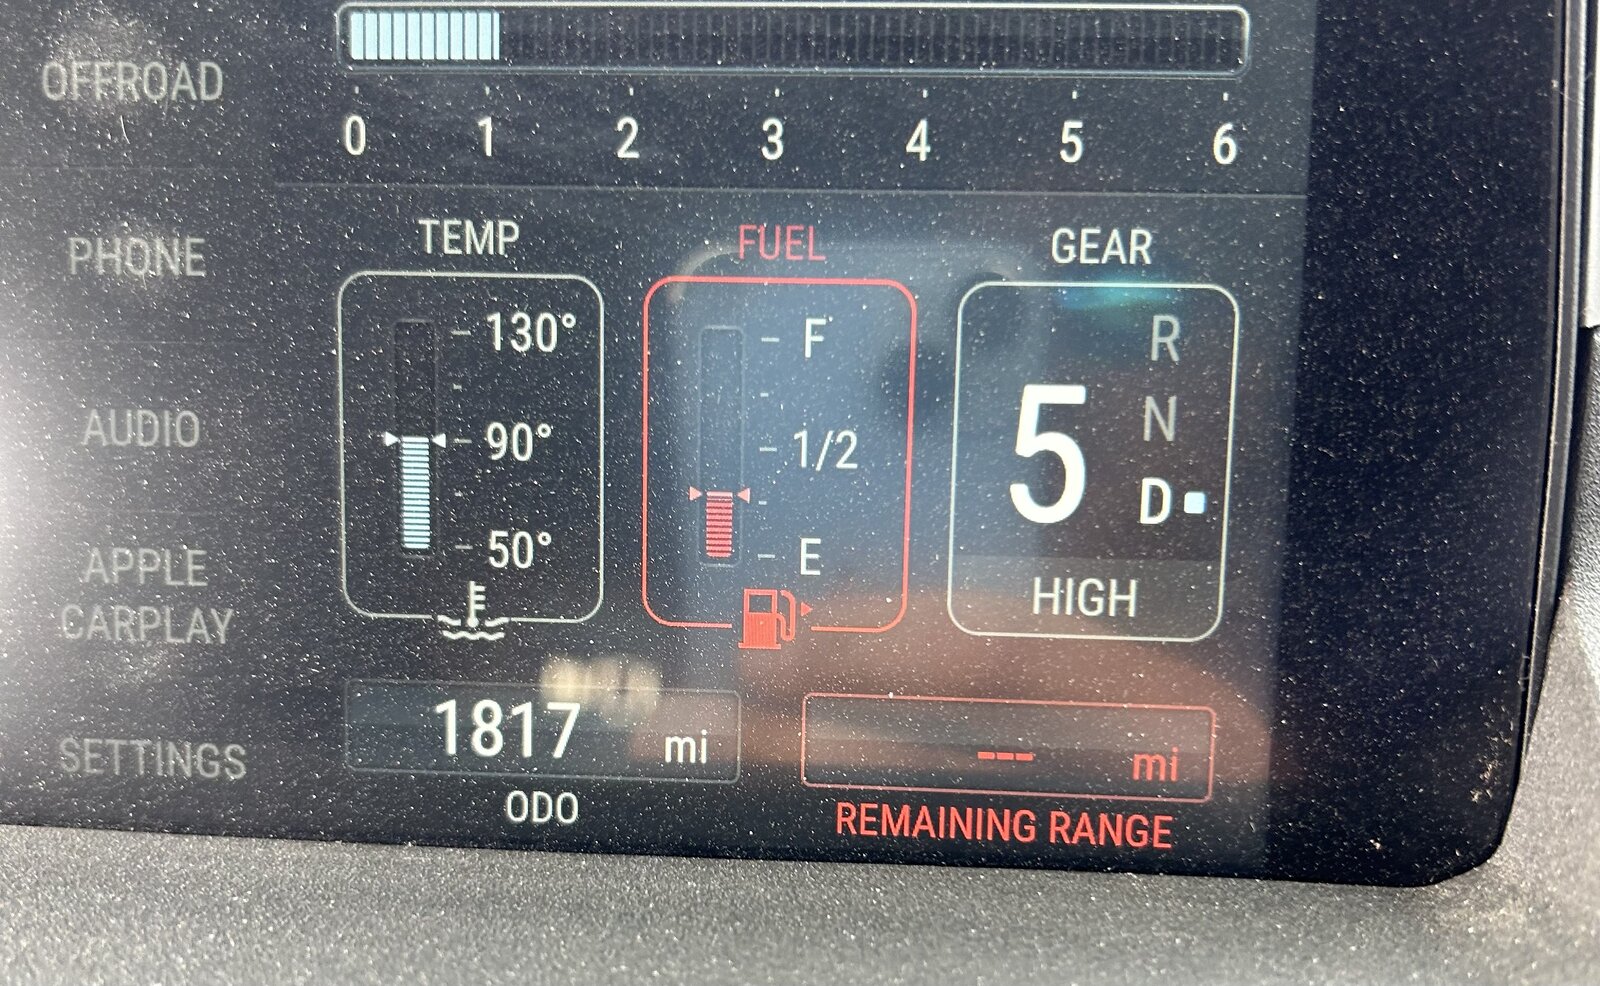 OFFROAD
0 1 2 3 4 5 6
PHONE
TEMP
130°
90°
50°
FUEL
F
1/2
E
GEAR
5
R
N
D
HIGH
AUDIO
APPLE
CARPLAY
SETTINGS
1817 mi
ODO
--- mi
REMAINING RANGE